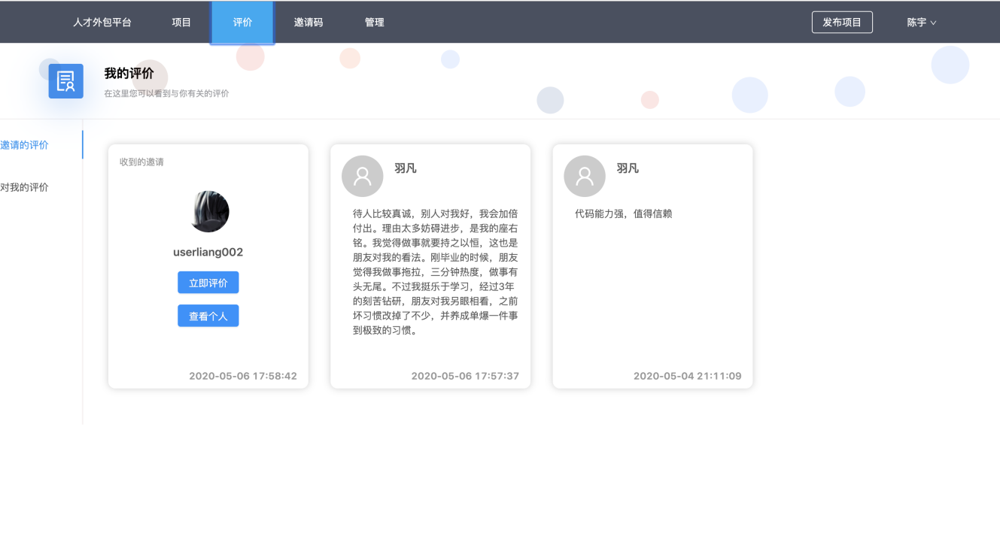 人才外包平台 项目 评价 邀请码 管理 发布项目 陈宇
我的评价
在这里您可以看到与你有关的评价
邀请的评价
对我的评价
收到的邀请
userliang002
立即评价
查看个人
2020-05-06 17:58:42
羽凡
待人比较真诚，别人对我好，我会加倍
付出。理由太多妨碍进步，是我的座右
铭。我觉得做事就要持之以恒，这也是
朋友对我的看法。刚毕业的时候，朋友
觉得我做事拖拉，三分钟热度，做事有
头无尾。不过我挺乐于学习，经过3年
的刻苦钻研，朋友对我另眼相看，之前
坏习惯改掉了不少，并养成单爆一件事
到极致的习惯。
2020-05-06 17:57:37
羽凡
代码能力强，值得信赖
2020-05-04 21:11:09